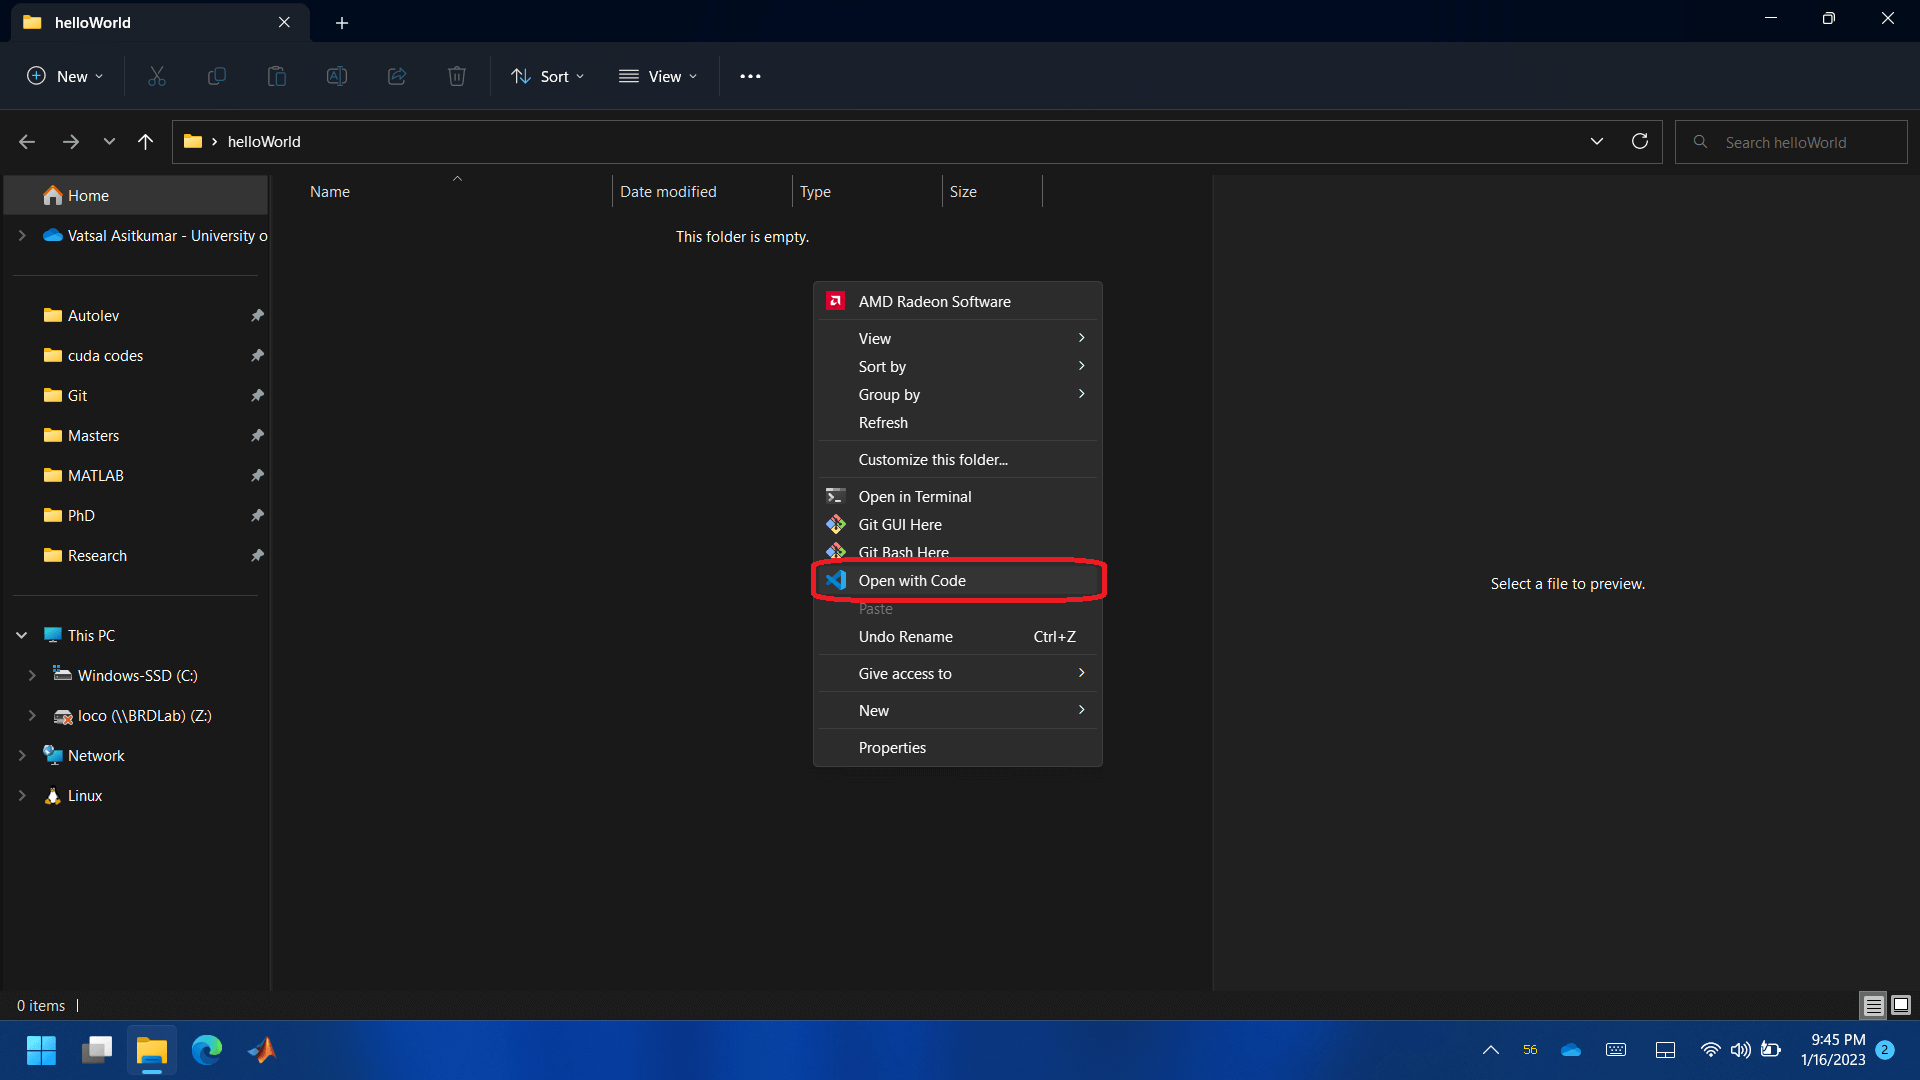 helloWorld
New
Sort
View
helloWorld
Search helloWorld
Home
Vatsal Asitkumar - University o
Autolev
cuda codes
Git
Masters
MATLAB
PhD
Research
This PC
Windows-SSD (C:)
loco (\\BRDLab) (Z:)
Network
Linux
Name
Date modified
Type
Size
This folder is empty.
AMD Radeon Software
View
Sort by
Group by
Refresh
Customize this folder...
Open in Terminal
Git GUI Here
Git Bash Here
Open with Code
Paste
Undo Rename Ctrl+Z
Give access to
New
Properties
Select a file to preview.
0 items
56
9:45 PM
1/16/2023
2